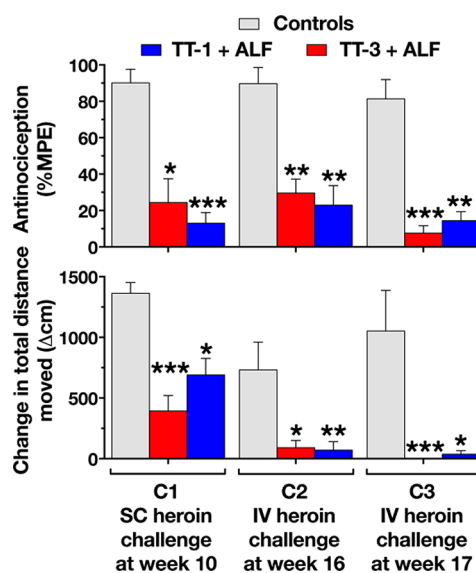 Controls
TT-1 + ALF TT-3 + ALF
Antinociception
(%MPE)
100
80
60
40
20
0
* *** ** ** *** **
Change in total distance
moved (Δcm)
1500
1000
500
0
*** * * ** *** *
C1 C2 C3
SC heroin IV heroin IV heroin
challenge challenge challenge
at week 10 at week 16 at week 17